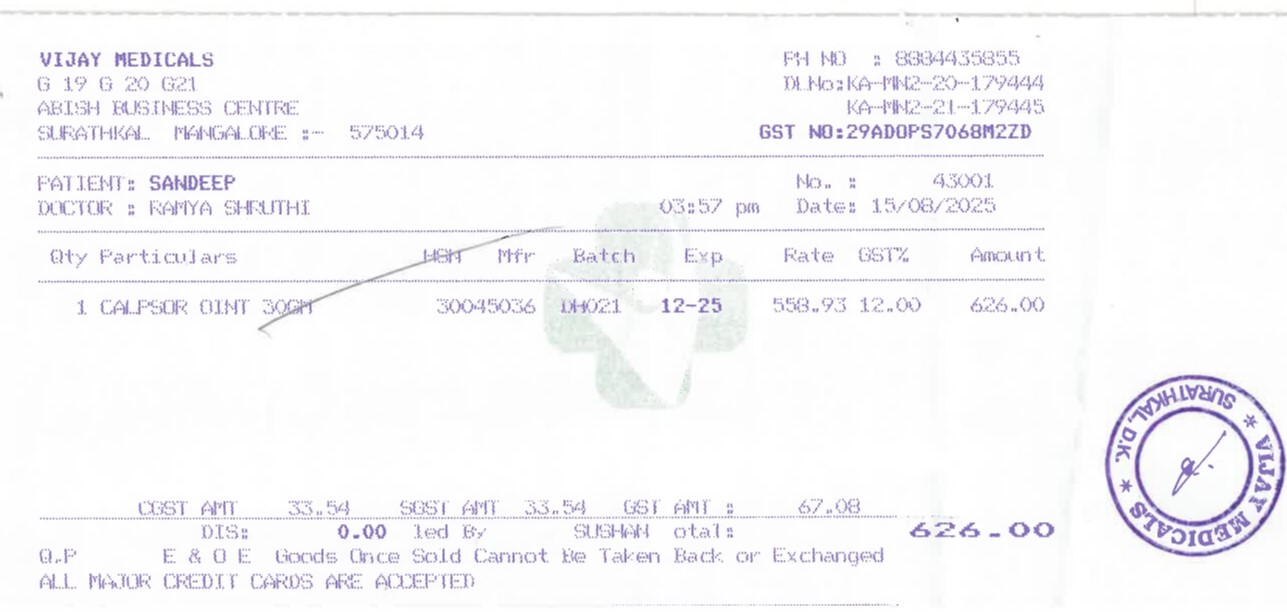 VIJAY MEDICALS PH NO : 8884435855
G 19 G 20 G21 DLNo:KA-MN2-20-179444
ABISH BUSINESS CENTRE KA-MN2-21-179445
SURATHKAL MANGALORE :- 575014 GST NO:29ADOPS7068M2ZD
PATIENT: SANDEEP No. : 43001
DOCTOR : RAMYA SHRUTHI 03:57 pm Date: 15/08/2025
Qty Particulars HSN Mfr Batch Exp Rate GST% Amount
1 CALPSOR OINT 30GM 30045036 DH021 12-25 558.93 12.00 626.00
CGST AMT 33.54 SGST AMT 33.54 GST AMT : 67.08
DIS: 0.00 led By SUSHAN otal: 626.00
Q.P E & O E Goods Once Sold Cannot Be Taken Back or Exchanged
ALL MAJOR CREDIT CARDS ARE ACCEPTED
VIJAY MEDICALS * SURATHKAL, D.K. *